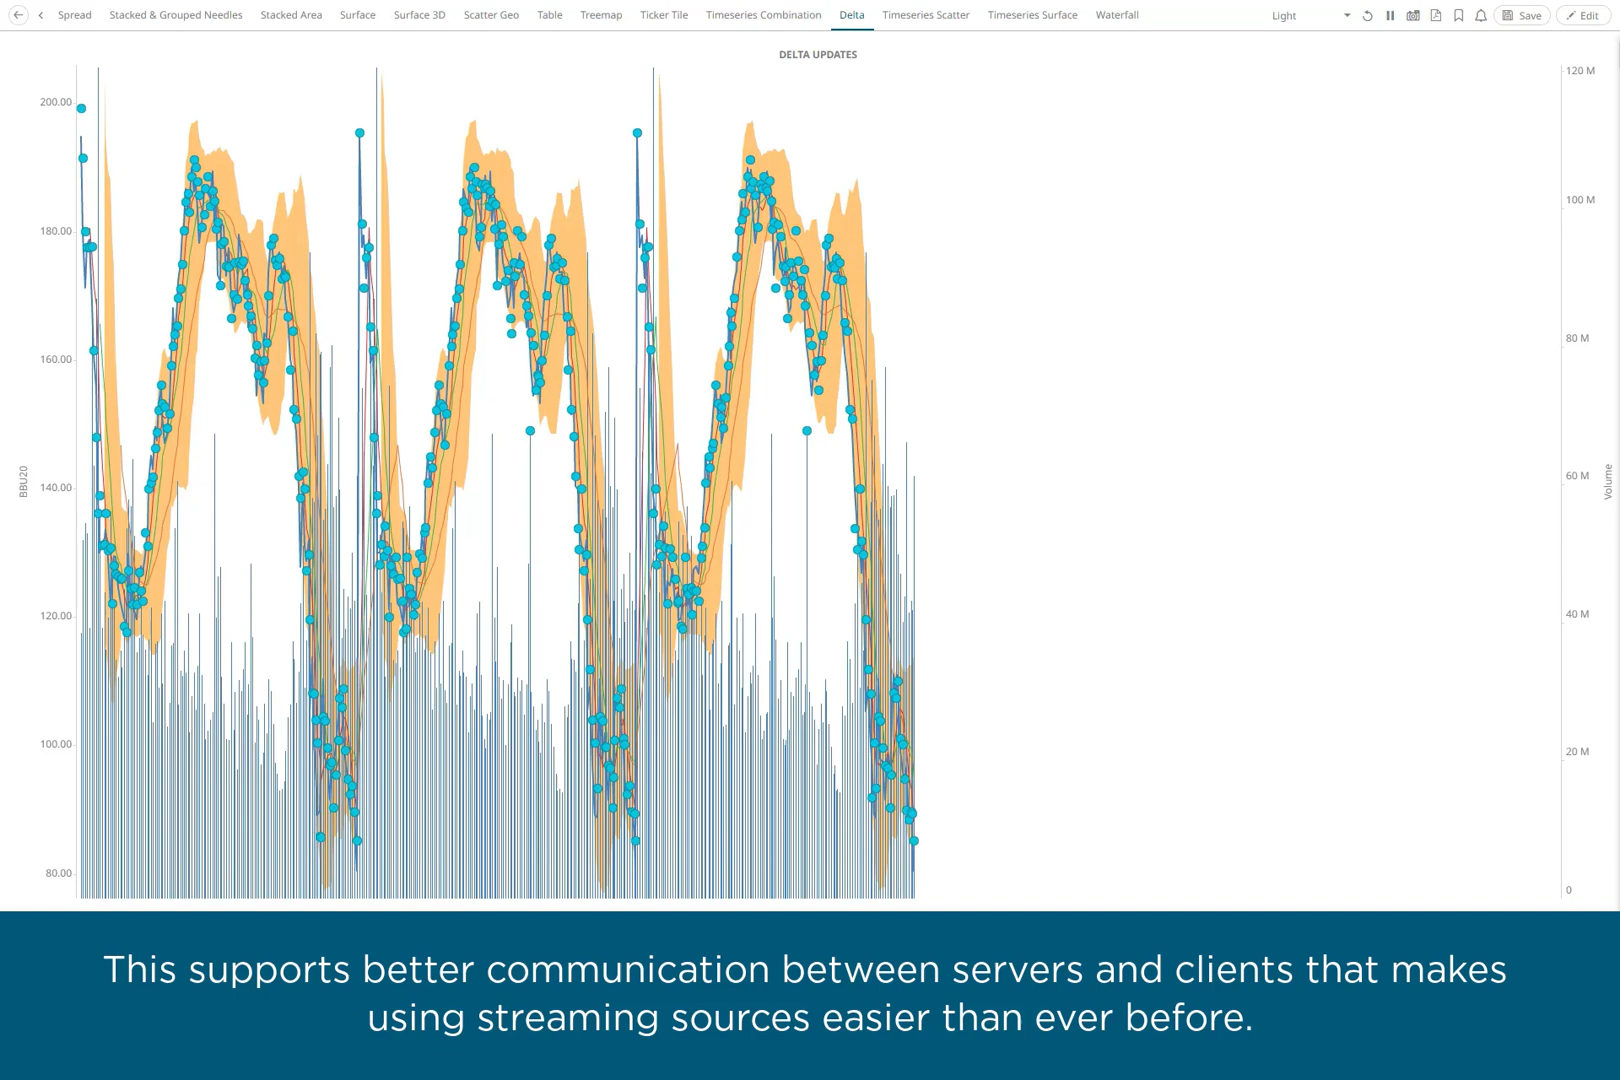 Spread Stacked & Grouped Needles Stacked Area Surface Surface 3D Scatter Geo Table Treemap Ticker Tile Timeseries Combination Delta Timeseries Scatter Timeseries Surface Waterfall Light Save Edit
DELTA UPDATES
200.00
180.00
160.00
140.00
120.00
100.00
80.00
BBU20
120 M
100 M
80 M
60 M
40 M
20 M
0
Volume
This supports better communication between servers and clients that makes
using streaming sources easier than ever before.